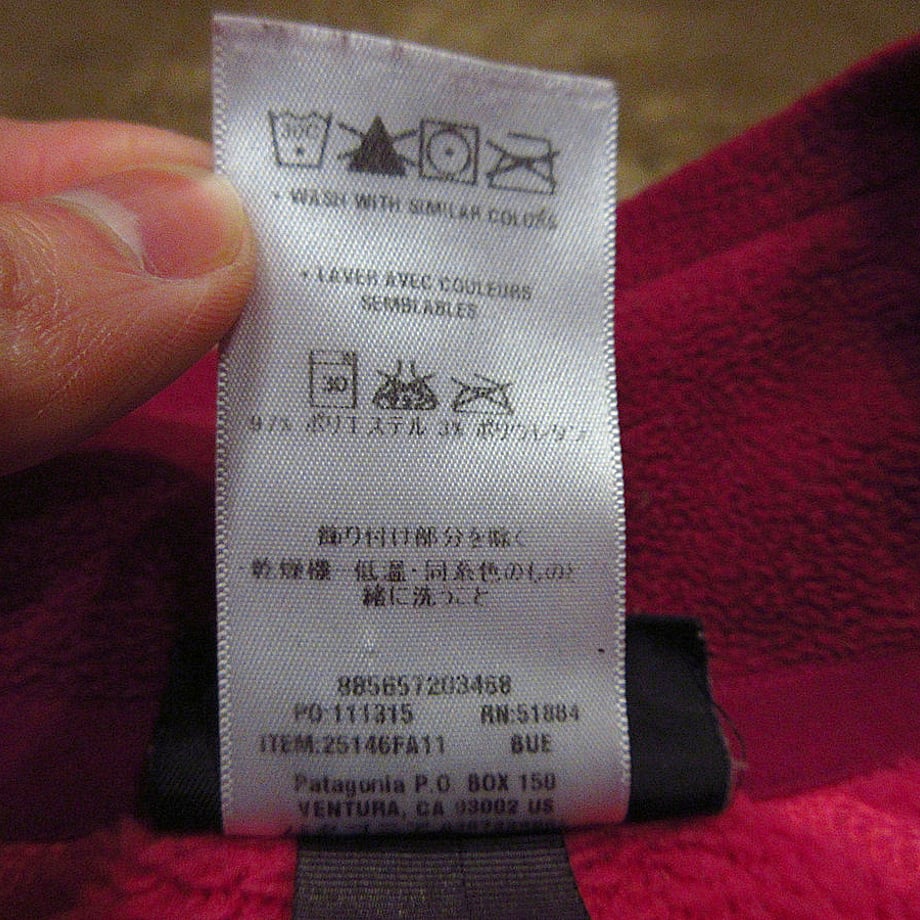 30C
• WASH WITH SIMILAR COLORS
• LAVER AVEC COULEURS
SEMBLABLES
30
97% ポリエステル 3% ポリウレタン
飾り付け部分を除く
乾燥機 低温・同系色のものと
緒に洗うこと
885657203468
PO 111315 RN:51884
ITEM:25146FA11 BUE
Patagonia P.O BOX 150
VENTURA, CA 93002 US